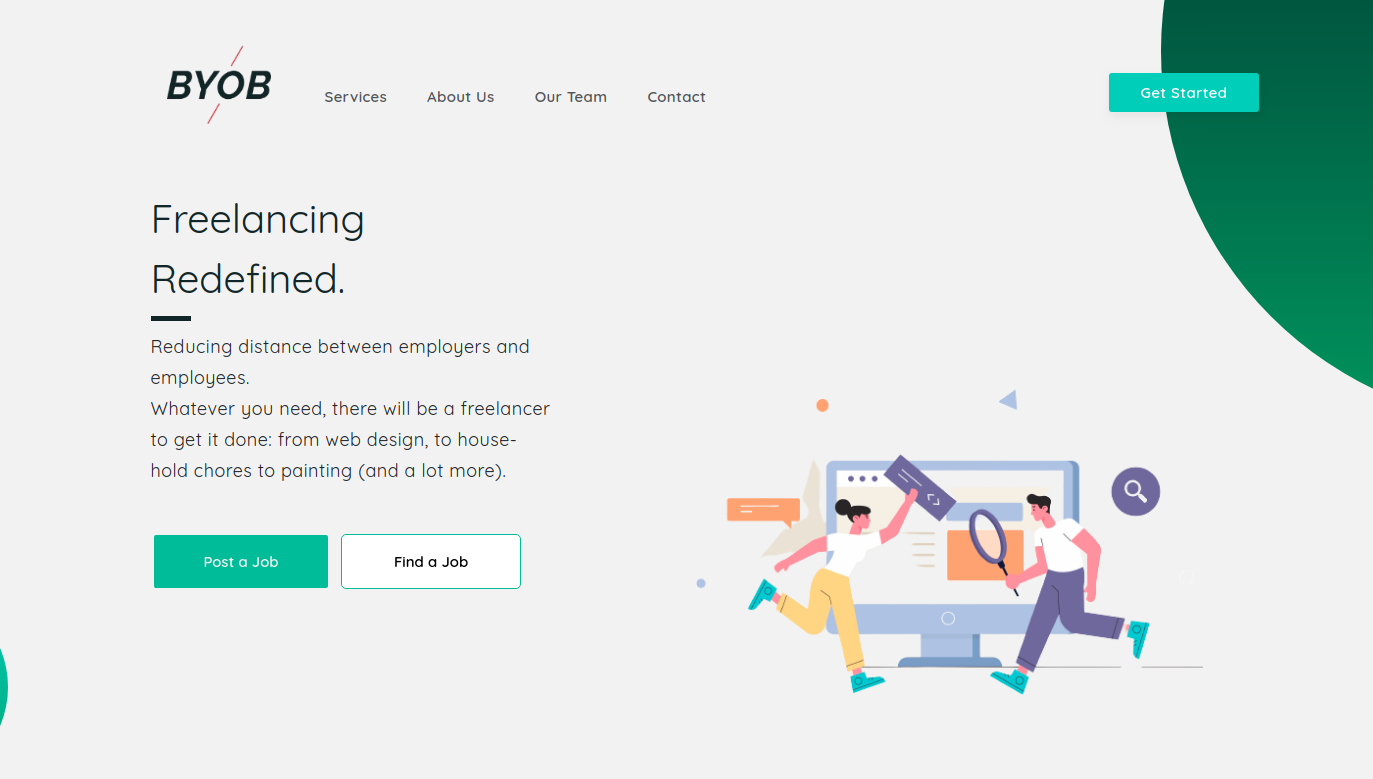 BYOB
Services
About Us
Our Team
Contact
Get Started
Freelancing
Redefined.
Reducing distance between employers and
employees.
Whatever you need, there will be a freelancer
to get it done: from web design, to house-
hold chores to painting (and a lot more).
Post a Job
Find a Job